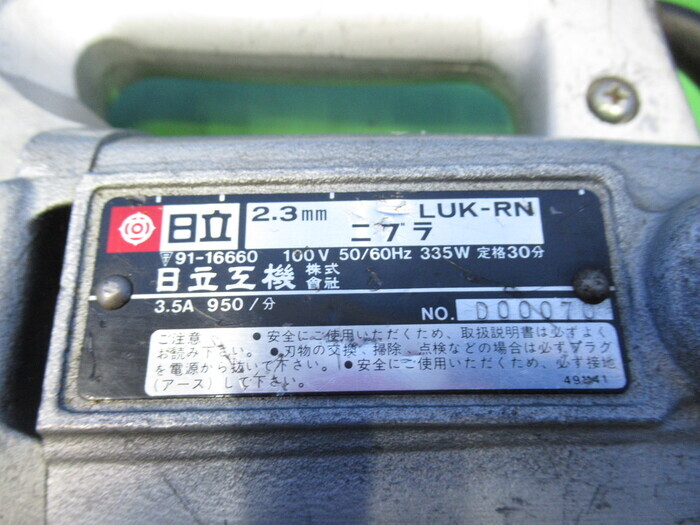 日立 2.3mm LUK-RN
ニブラ
91-16660 100V 50/60Hz 335W 定格30分
日立工機 株式会社
3.5A 950/分
NO. D00070
ご注意 ●安全にご使用いただくため、取扱説明書は必ずよく
お読み下さい。 ●刃物の交換、掃除、点検などの場合は必ずプラグ
を電源から抜いて下さい。 ●安全にご使用いただくため、必ず接地
(アース)して下さい。